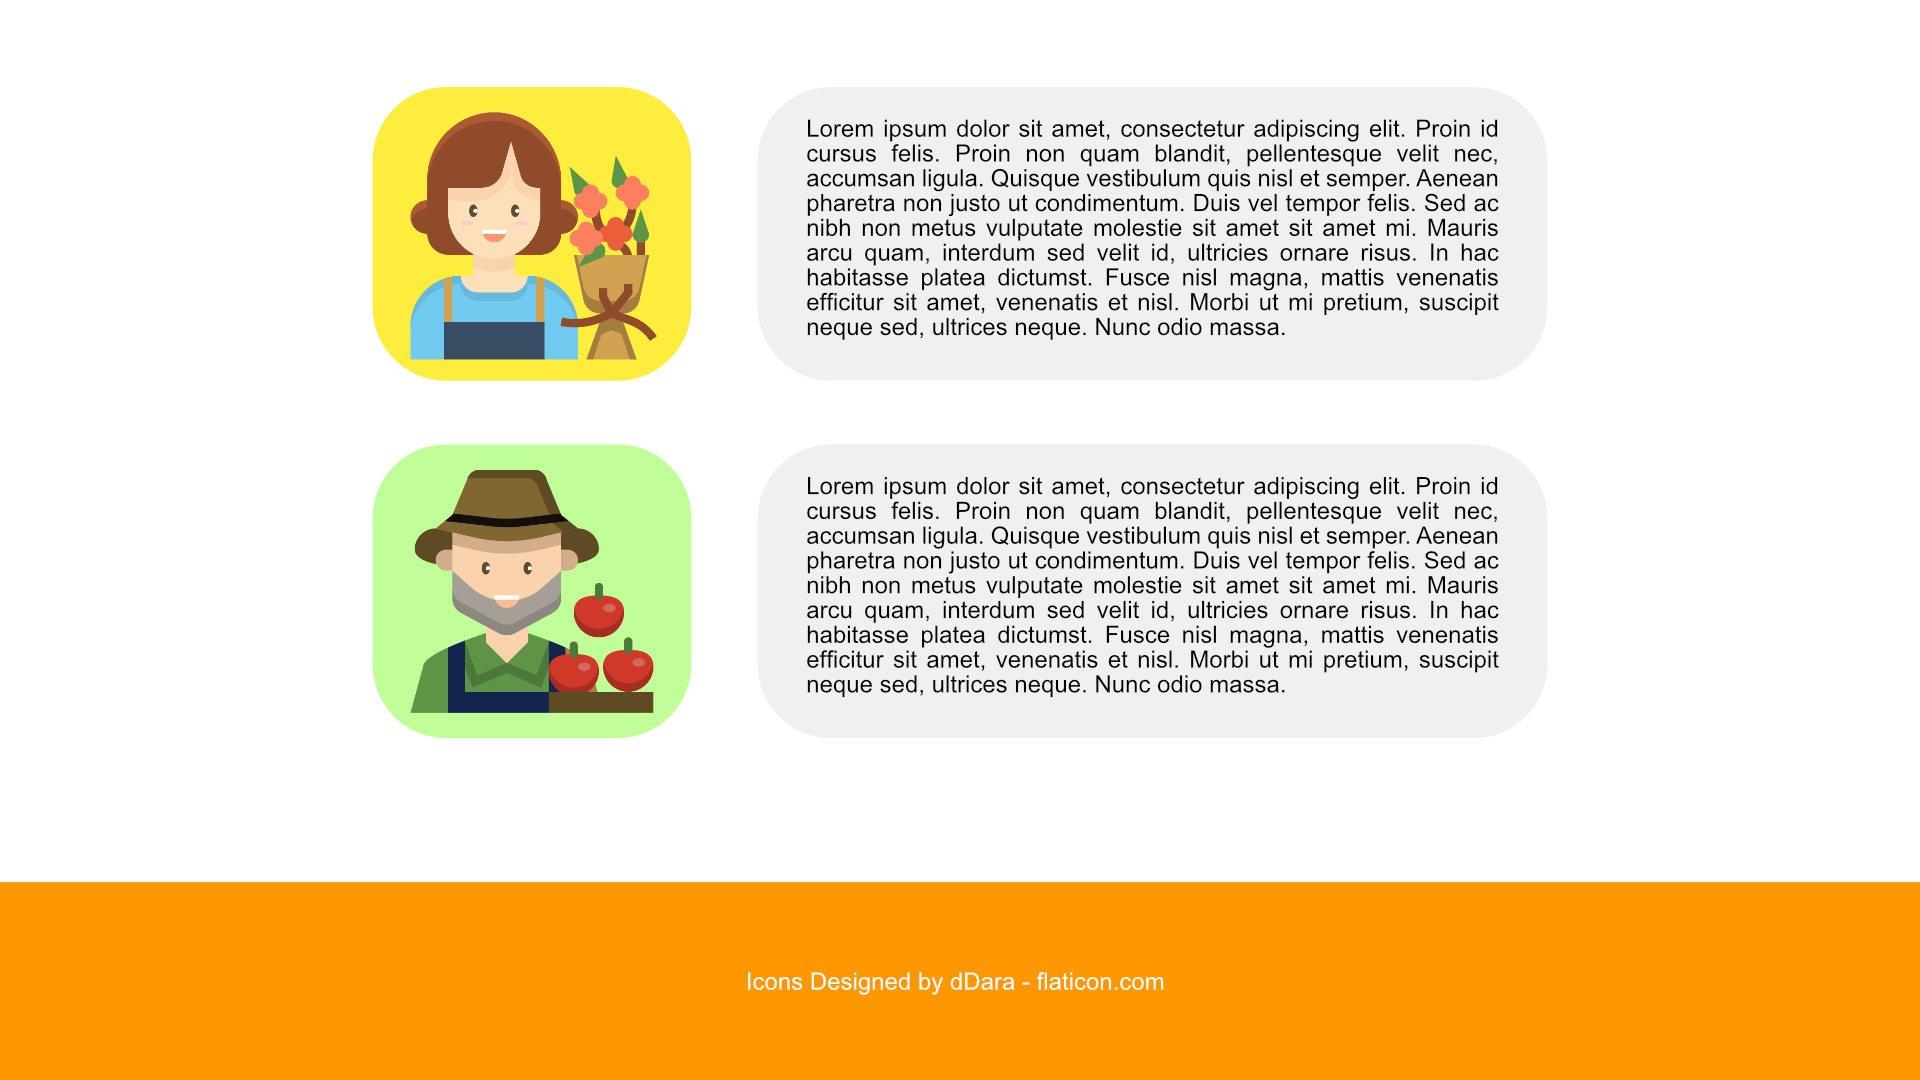 Lorem ipsum dolor sit amet, consectetur adipiscing elit. Proin id
cursus felis. Proin non quam blandit, pellentesque velit nec,
accumsan ligula. Quisque vestibulum quis nisl et semper. Aenean
pharetra non justo ut condimentum. Duis vel tempor felis. Sed ac
nibh non metus vulputate molestie sit amet sit amet mi. Mauris
arcu quam, interdum sed velit id, ultricies ornare risus. In hac
habitasse platea dictumst. Fusce nisl magna, mattis venenatis
efficitur sit amet, venenatis et nisl. Morbi ut mi pretium, suscipit
neque sed, ultrices neque. Nunc odio massa.
Lorem ipsum dolor sit amet, consectetur adipiscing elit. Proin id
cursus felis. Proin non quam blandit, pellentesque velit nec,
accumsan ligula. Quisque vestibulum quis nisl et semper. Aenean
pharetra non justo ut condimentum. Duis vel tempor felis. Sed ac
nibh non metus vulputate molestie sit amet sit amet mi. Mauris
arcu quam, interdum sed velit id, ultricies ornare risus. In hac
habitasse platea dictumst. Fusce nisl magna, mattis venenatis
efficitur sit amet, venenatis et nisl. Morbi ut mi pretium, suscipit
neque sed, ultrices neque. Nunc odio massa.
Icons Designed by dDara - flaticon.com